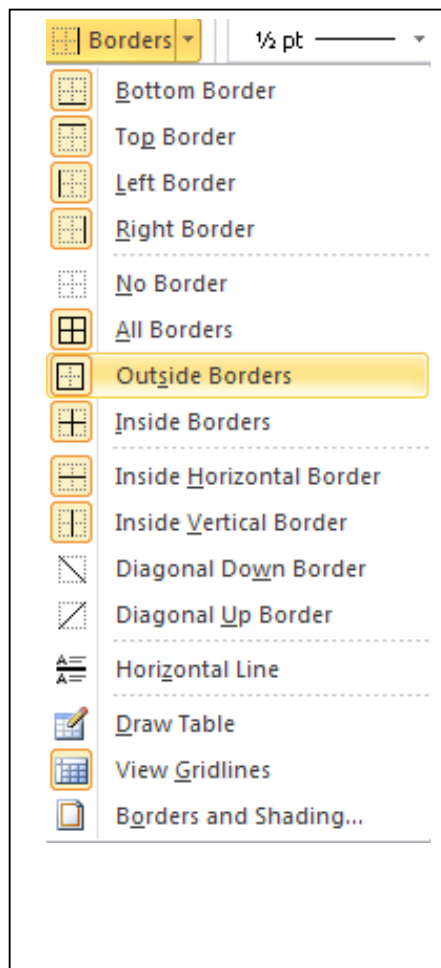 Borders ½ pt
Bottom Border
Top Border
Left Border
Right Border
No Border
All Borders
Outside Borders
Inside Borders
Inside Horizontal Border
Inside Vertical Border
Diagonal Down Border
Diagonal Up Border
Horizontal Line
Draw Table
View Gridlines
Borders and Shading...